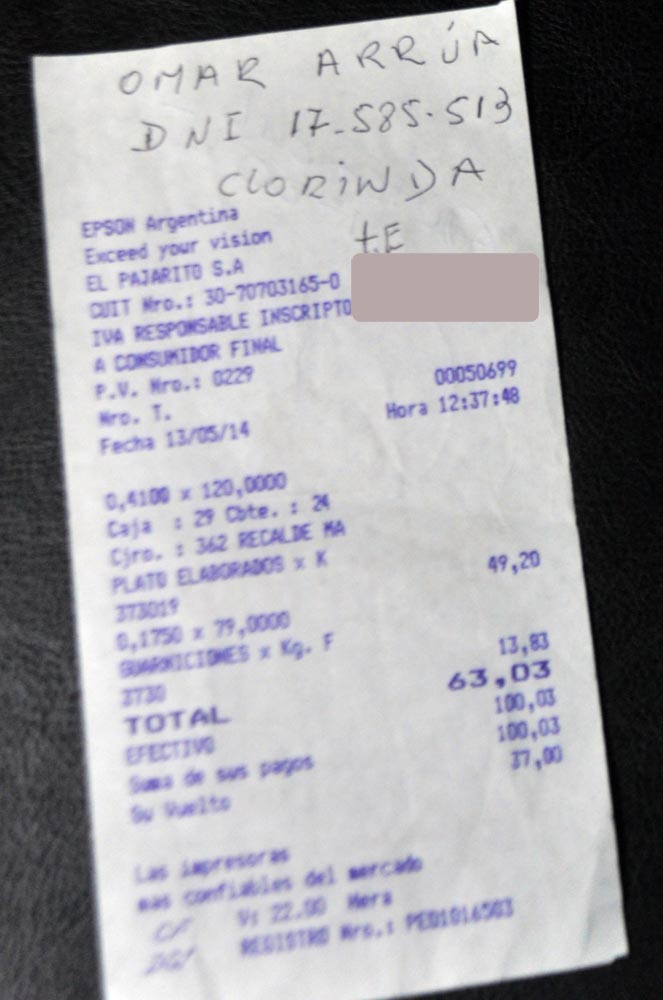 OMAR ARRÚA
DNI 17-585-513
CLORINDA
t.E
EPSON Argentina
Exceed your vision
EL PAJARITO S.A
CUIT Nro.: 30-70703165-0
IVA RESPONSABLE INSCRIPTO
A CONSUMIDOR FINAL
P.V. Nro.: 0229
Nro. T. 00050699
Fecha 13/05/14 Hora 12:37:48
0,4100 x 120,0000
Caja : 29 Cbte. : 24
Cjro. : 362 RECALDE MA
PLATO ELABORADOS x K
373019 49,20
0,1750 x 79,0000
GUARNICIONES x Kg. F
3730 13,83
TOTAL 63,03
EFECTIVO 100,03
Suma de sus pagos 100,03
Su Vuelto 37,00
Las impresoras
mas confiables del mercado
V: 22.00 Hera
REGISTRO Nro.: PEO1016503